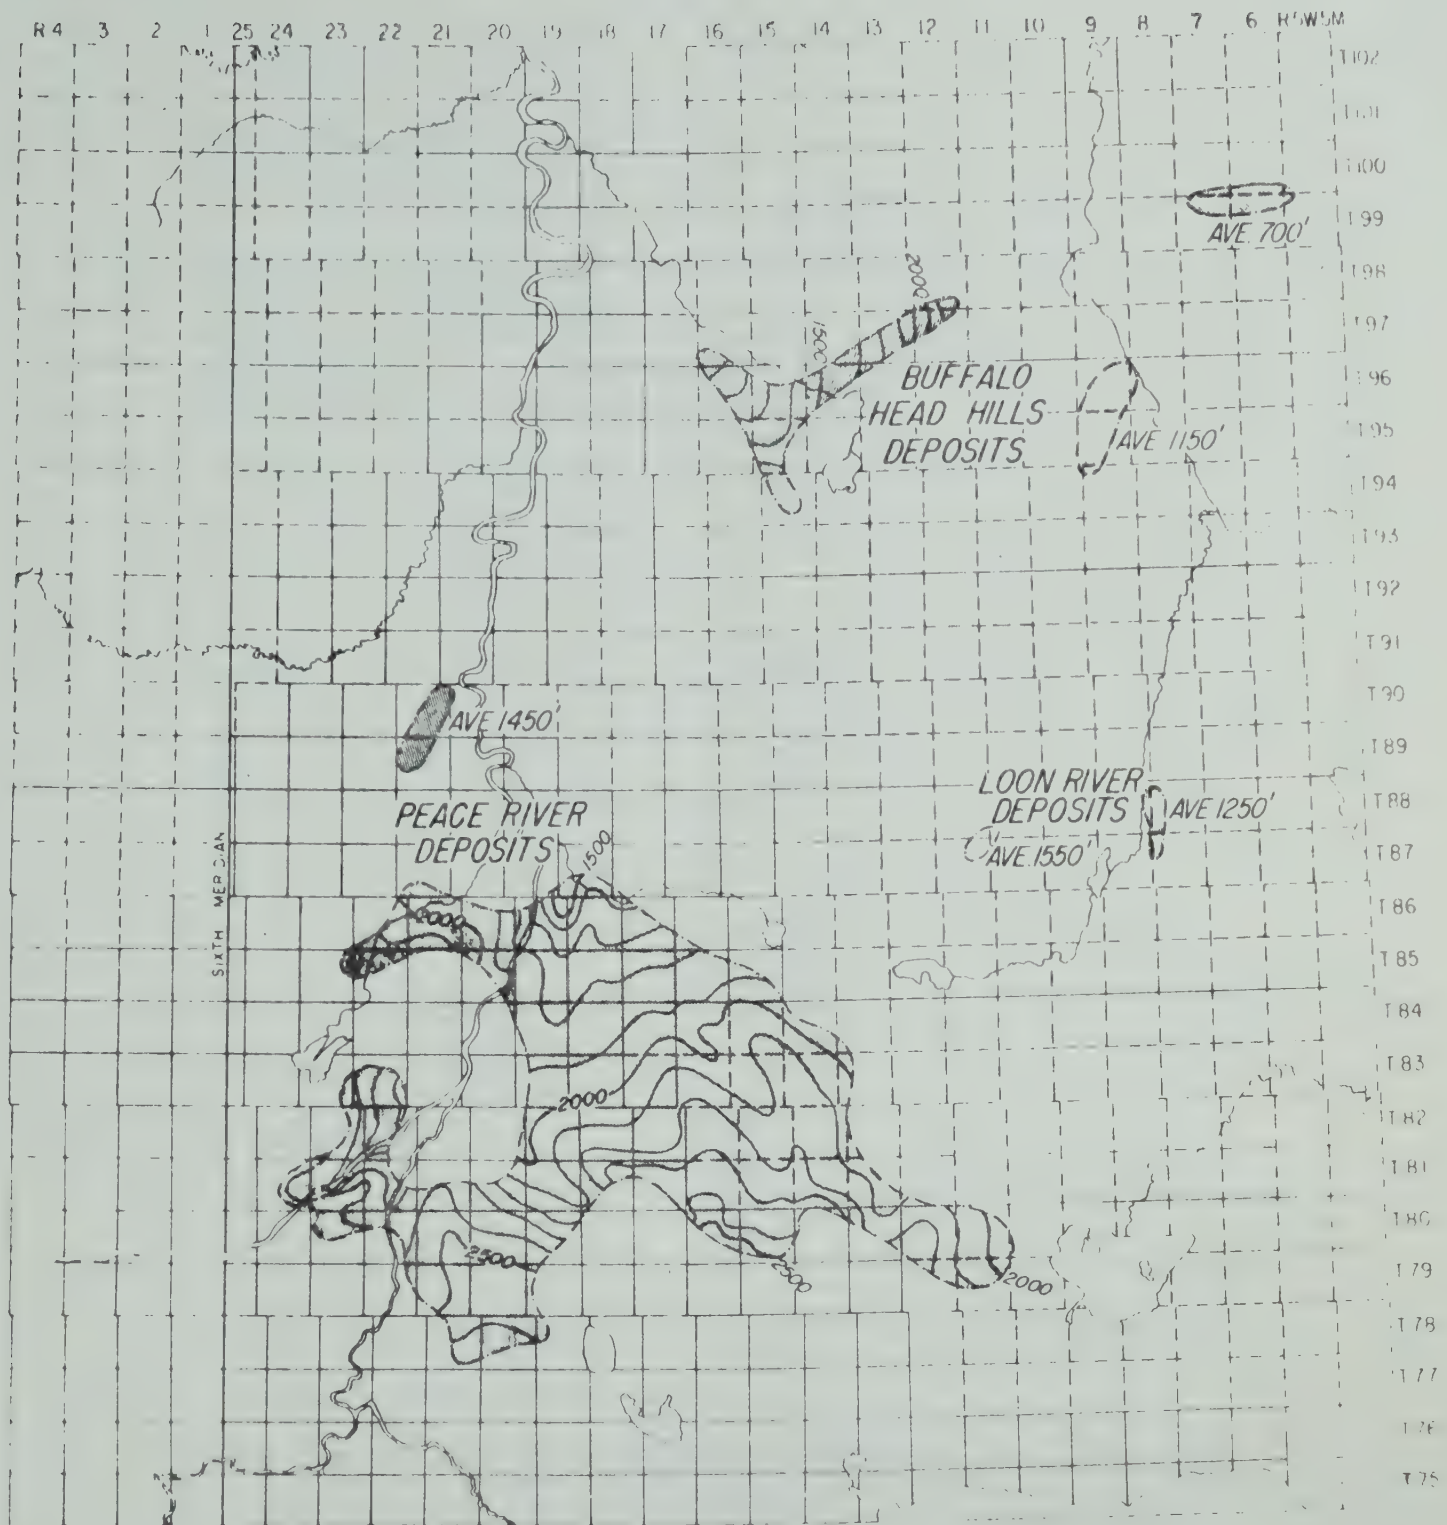 R 4 3 2 1 25 24 23 22 21 20 19 18 17 16 15 14 13 12 11 10 9 8 7 6 R5W5M
T102
T101
T100
T99
AVE. 700'
T98
2000
T97
1500
BUFFALO
HEAD HILLS
DEPOSITS
T96
T95
AVE 1150'
T94
T93
T92
T91
T90
AVE 1450'
T89
LOON RIVER
DEPOSITS
AVE 1250'
T88
PEACE RIVER
DEPOSITS
AVE. 1550'
T87
1500
SIXTH MERIDIAN
2000
T86
T85
T84
T83
2000
T82
T81
T80
2500
2500
2000
T79
T78
T77
T76
T75